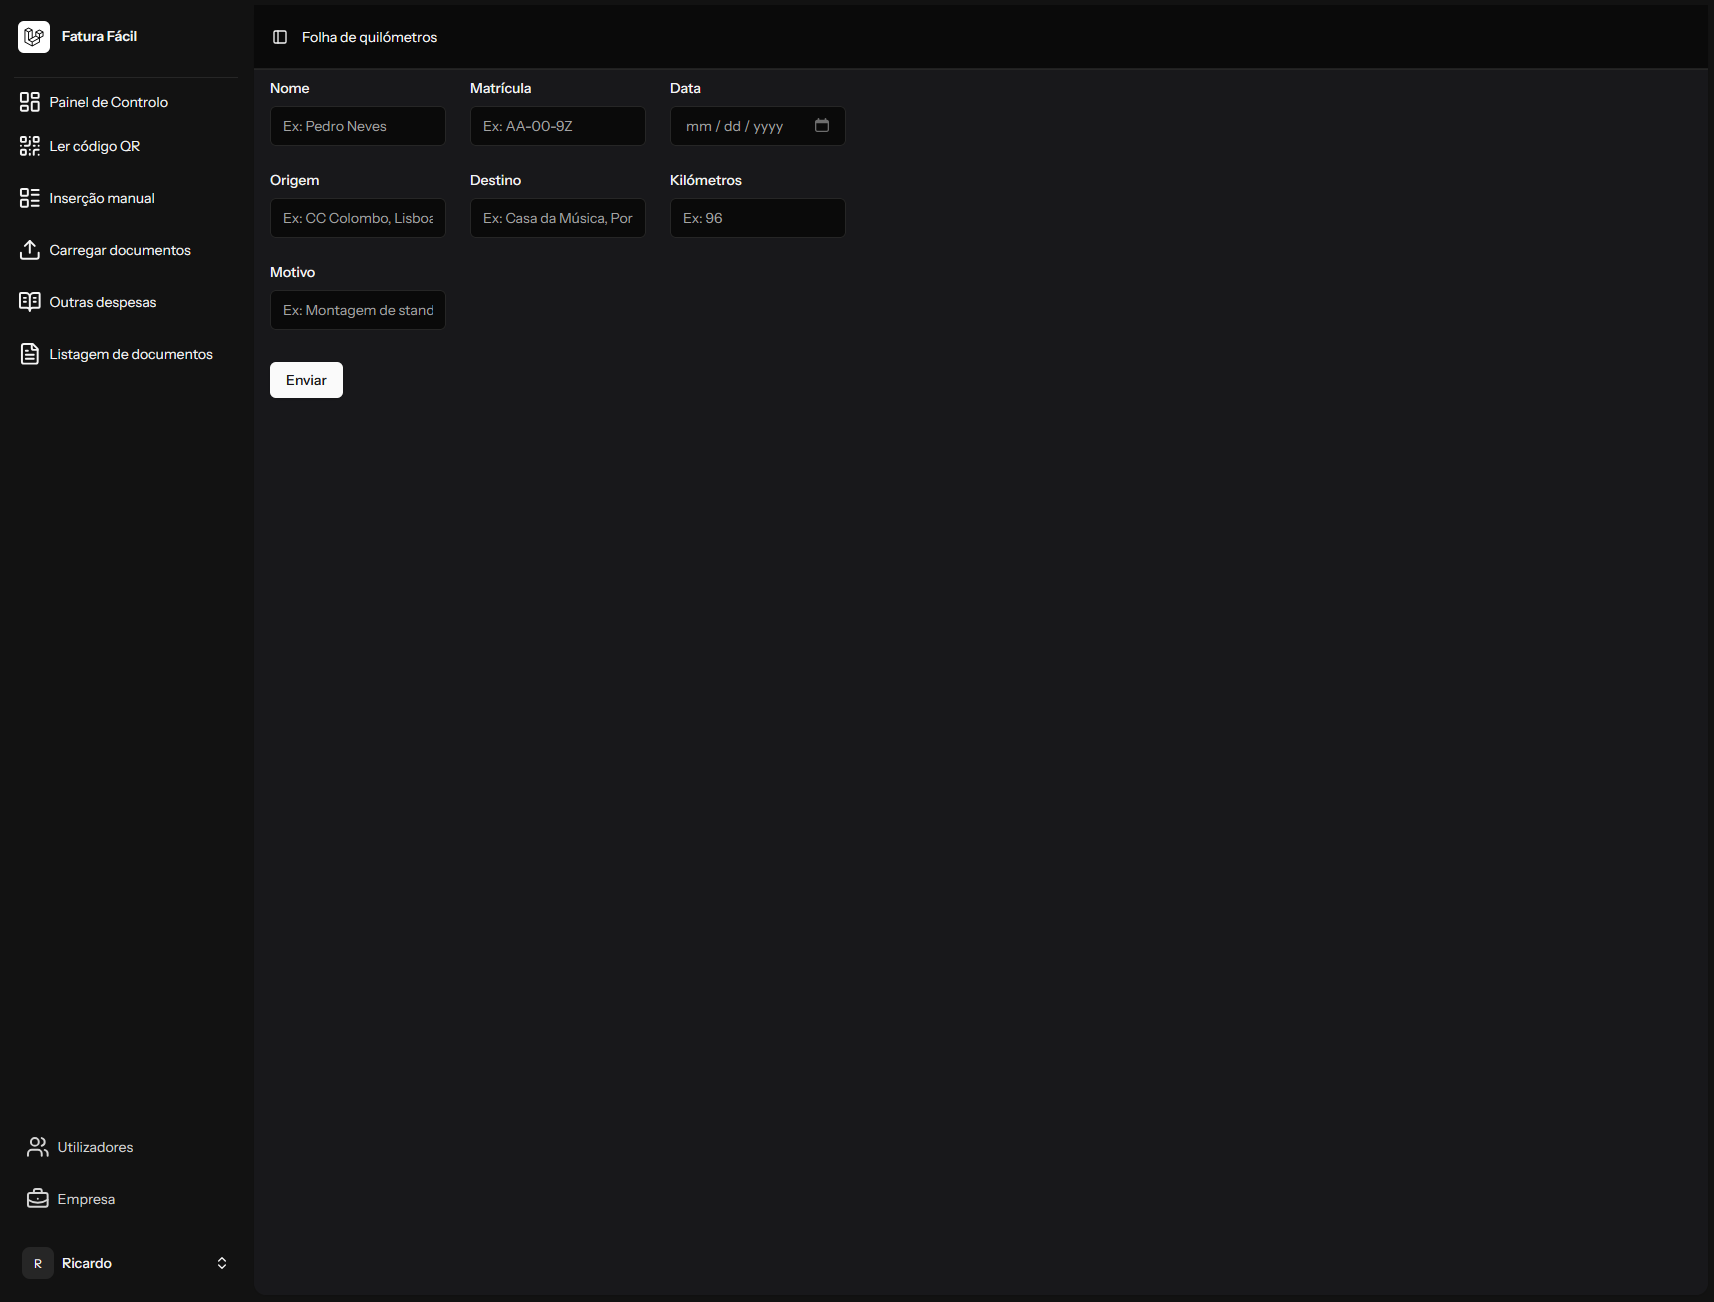 Fatura Fácil
Painel de Controlo
Ler código QR
Inserção manual
Carregar documentos
Outras despesas
Listagem de documentos
Utilizadores
Empresa
R
Ricardo
Folha de quilómetros
Nome
Matrícula
Data
Ex: Pedro Neves
Ex: AA-00-9Z
mm / dd / yyyy
Origem
Destino
Kilómetros
Ex: CC Colombo, Lisboa
Ex: Casa da Música, Por
Ex: 96
Motivo
Ex: Montagem de stand
Enviar